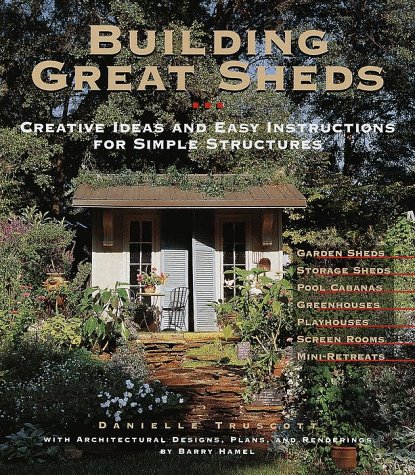 BUILDING
GREAT SHEDS
CREATIVE IDEAS AND EASY INSTRUCTIONS
FOR SIMPLE STRUCTURES
GARDEN SHEDS
STORAGE SHEDS
POOL CABANAS
GREENHOUSES
PLAYHOUSES
SCREEN ROOMS
MINI-RETREATS
DANIELLE TRUSCOTT
WITH ARCHITECTURAL DESIGNS, PLANS, AND RENDERINGS
BY BARRY HAMEL